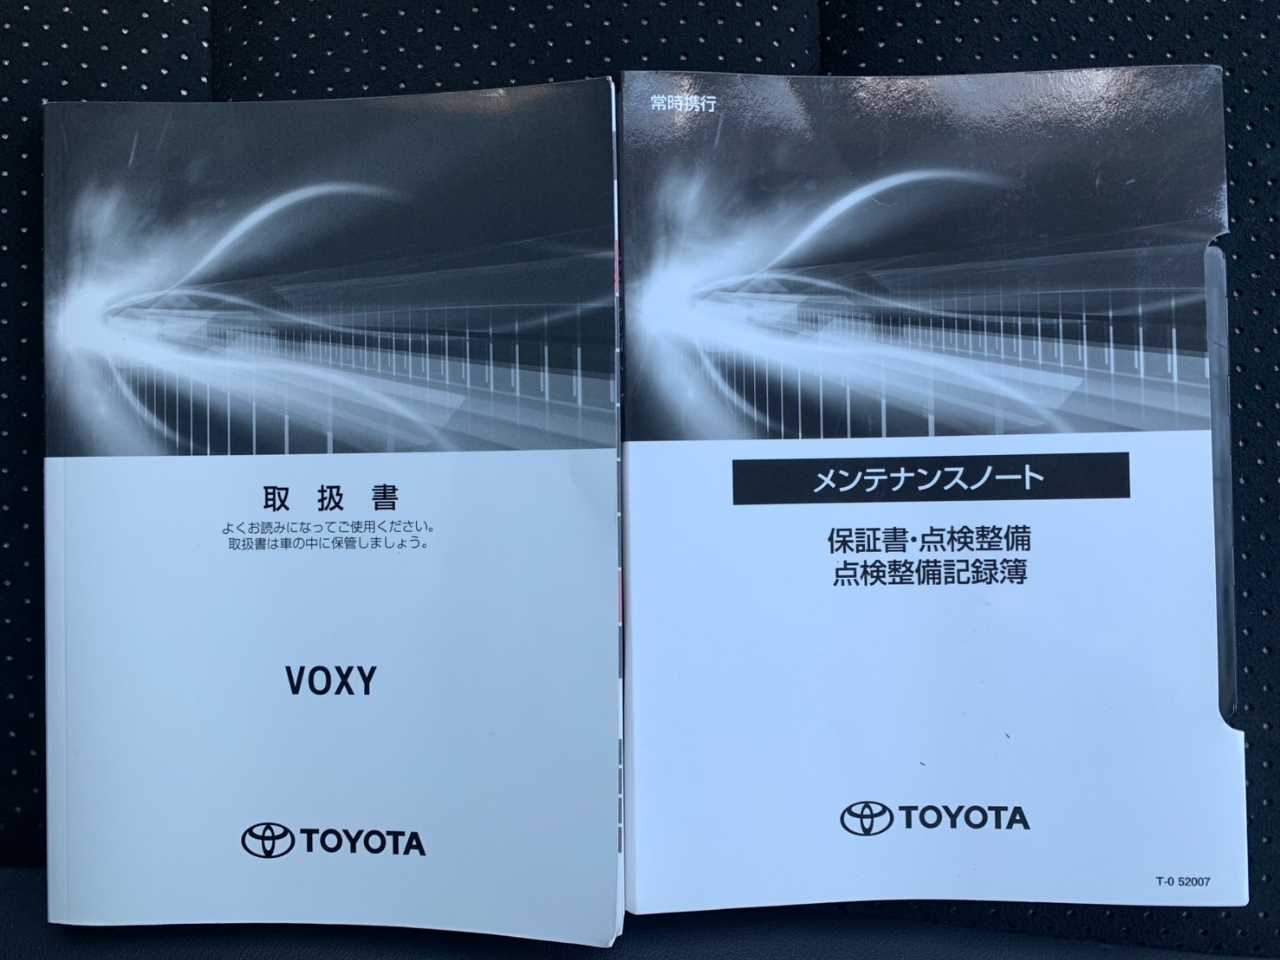 取扱書
よくお読みになってご使用ください。
取扱書は車の中に保管しましょう。
VOXY
TOYOTA
常時携行
メンテナンスノート
保証書・点検整備
点検整備記録簿
TOYOTA
T-0 52007